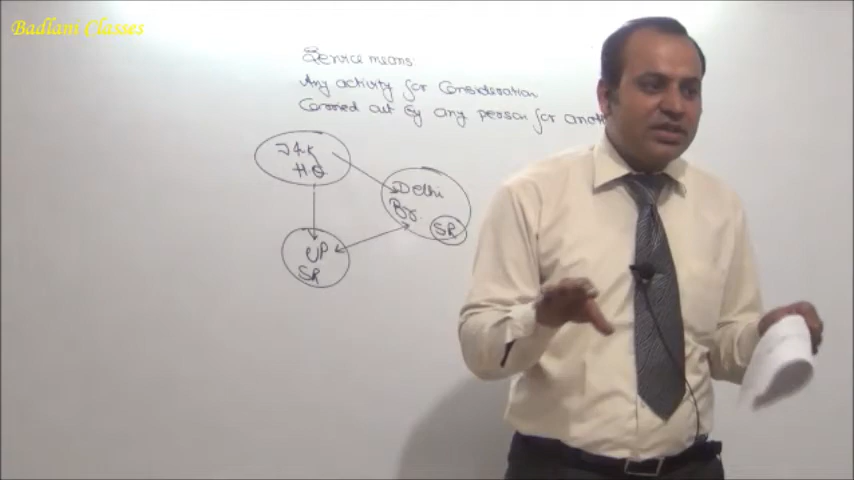 Badlani Classes
Service means
Any activity for Consideration
Carried out by any person for anoth
J&K
H.O
Delhi
Br.
SR
UP
SR